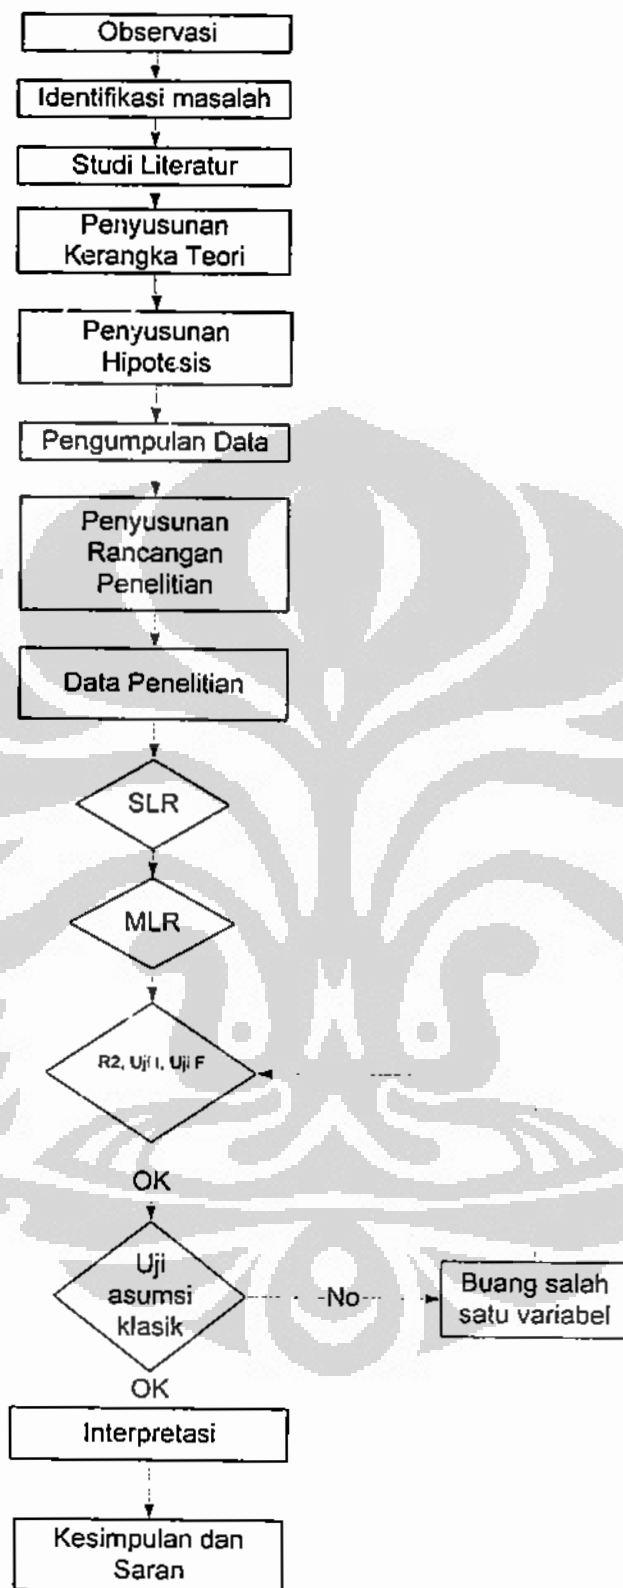 Observasi
Identifikasi masalah
Studi Literatur
Penyusunan
Kerangka Teori
Penyusunan
Hipotesis
Pengumpulan Data
Penyusunan
Rancangan
Penelitian
Data Penelitian
SLR
MLR
R2, Uji t, Uji F
OK
Uji
asumsi
klasik
No
Buang salah
satu variabel
OK
Interpretasi
Kesimpulan dan
Saran